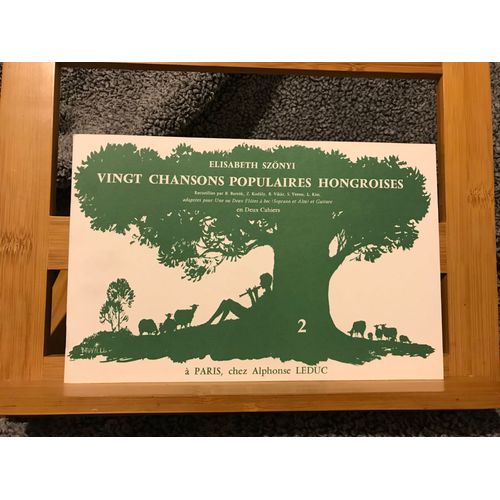 ELISABETH SZÖNYI
VINGT CHANSONS POPULAIRES HONGROISES
Recueillies par B. Bartók, Z. Kodály, B. Vikár, S. Veress, L. Kiss
adaptées pour Une ou Deux Flûtes à bec (Soprano et Alto) et Guitare
en Deux Cahiers
2
à PARIS, chez Alphonse LEDUC